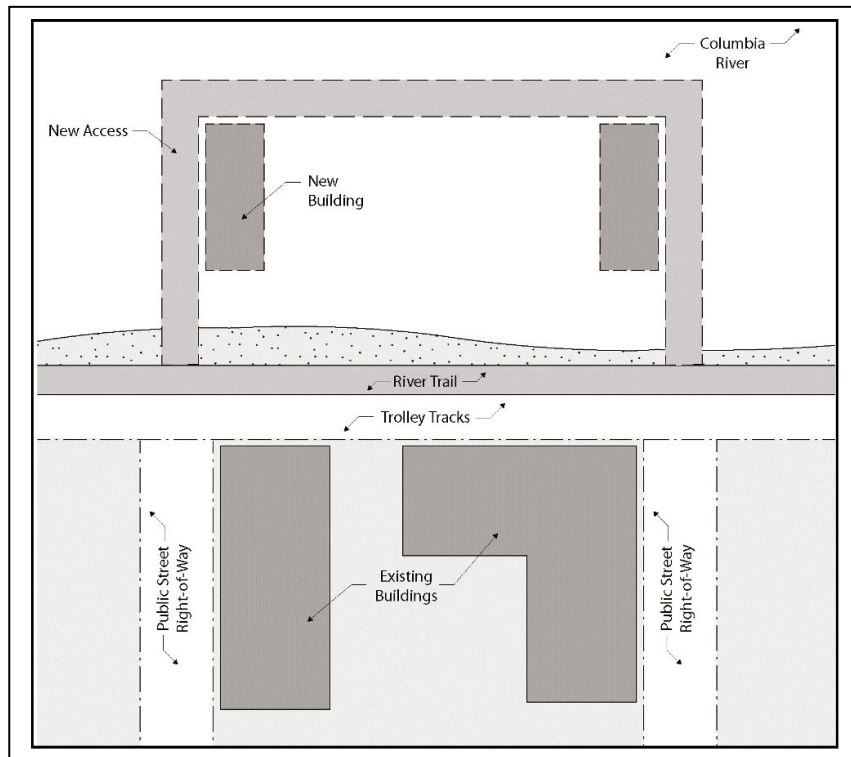 Columbia
River
New Access
New
Building
River Trail
Trolley Tracks
Public Street
Right-of-Way
Existing
Buildings
Public Street
Right-of-Way